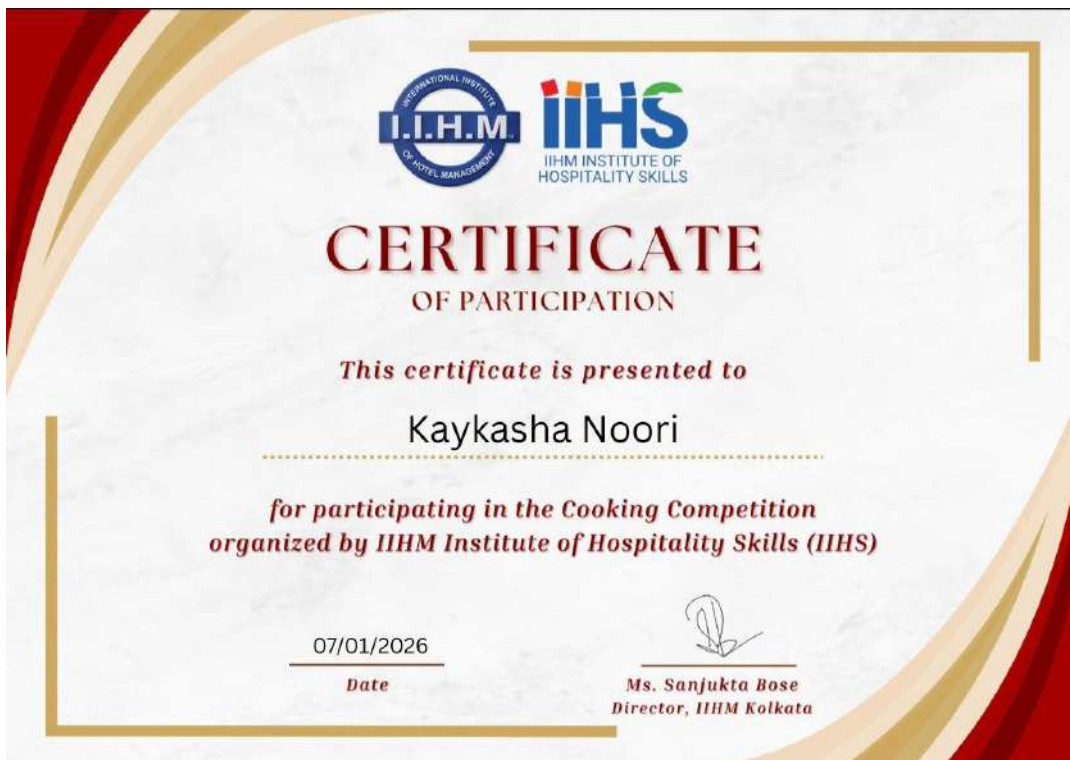 INTERNATIONAL INSTITUTE
I.I.H.M
OF HOTEL MANAGEMENT
iiHS
IIHM INSTITUTE OF
HOSPITALITY SKILLS
CERTIFICATE
OF PARTICIPATION
This certificate is presented to
Kaykasha Noori
for participating in the Cooking Competition
organized by IIHM Institute of Hospitality Skills (IIHS)
07/01/2026
Date
Ms. Sanjukta Bose
Director, IIHM Kolkata